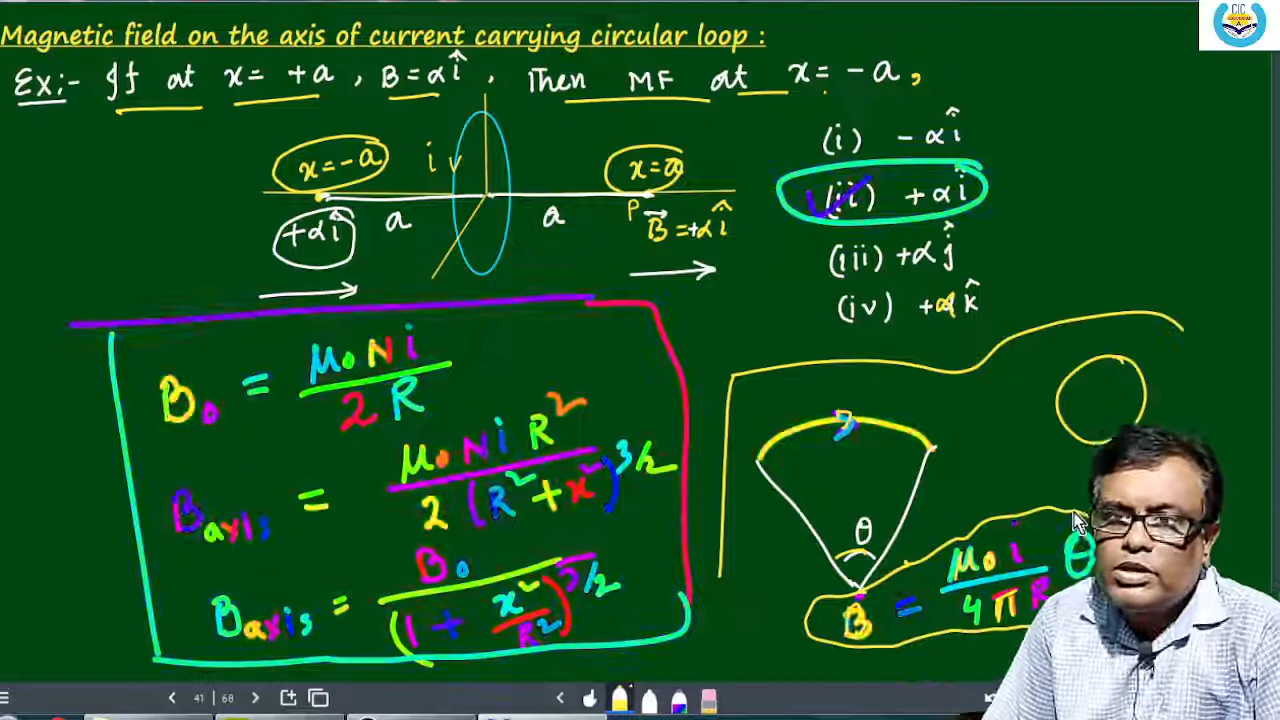 CIC
Magnetic field on the axis of current carrying circular loop :
Ex:- If at x = +a , B = αî . Then MF at x = -a ,
(i) - αî
x=-a
i
x=a
(ii) + αî
+αî
a
a
P
B⃗ = +αî
(iii) + αĵ
(iv) + αk̂
B₀ = μ₀Ni / 2R
B_axis = μ₀NiR² / 2(R²+x²)^3/2
θ
B_axis = B₀ / (1 + x²/R²)^3/2
B = μ₀i / 4πR θ
41 | 68